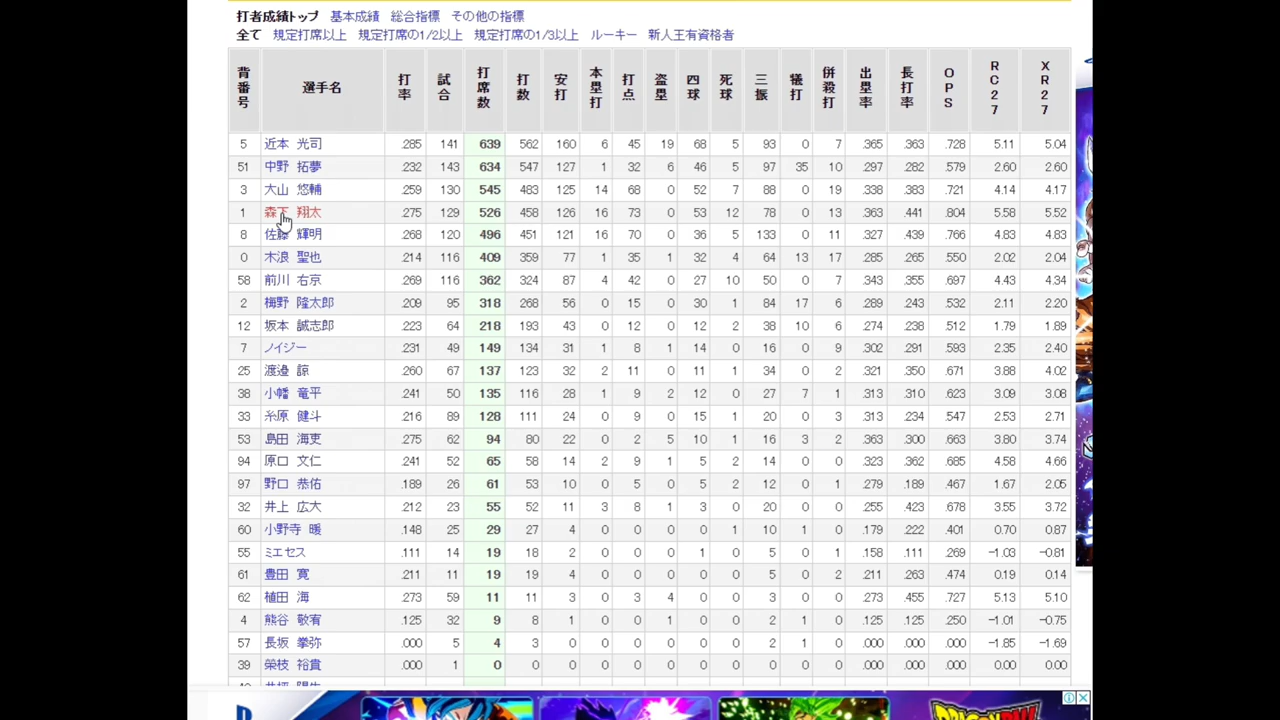 打者成績トップ 基本成績 総合指標 その他の指標
全て 規定打席以上 規定打席の1/2以上 規定打席の1/3以上 ルーキー 新人王有資格者
背番号 選手名 打率 試合 打席数 打数 安打 本塁打 打点 盗塁 四球 死球 三振 犠打 併殺打 出塁率 長打率 OPS RC27 XR27
5 近本 光司 .285 141 639 562 160 6 45 19 68 5 93 0 7 .365 .363 .728 5.11 5.04
51 中野 拓夢 .232 143 634 547 127 1 32 6 46 5 97 35 10 .297 .282 .579 2.60 2.60
3 大山 悠輔 .259 130 545 483 125 14 68 0 52 7 88 0 19 .338 .383 .721 4.14 4.17
1 森下 翔太 .275 129 526 458 126 16 73 0 53 12 78 0 13 .363 .441 .804 5.58 5.52
8 佐藤 輝明 .268 120 496 451 121 16 70 0 36 5 133 0 11 .327 .439 .766 4.83 4.83
0 木浪 聖也 .214 116 409 359 77 1 35 1 32 4 64 13 17 .285 .265 .550 2.02 2.04
58 前川 右京 .269 116 362 324 87 4 42 0 27 10 50 0 7 .343 .355 .697 4.43 4.34
2 梅野 隆太郎 .209 95 318 268 56 0 15 0 30 1 84 17 6 .289 .243 .532 2.11 2.20
12 坂本 誠志郎 .223 64 218 193 43 0 12 0 12 2 38 10 6 .274 .238 .512 1.79 1.89
7 ノイジー .231 49 149 134 31 1 8 1 14 0 16 0 9 .302 .291 .593 2.35 2.40
25 渡邉 諒 .260 67 137 123 32 2 11 0 11 1 34 0 2 .321 .350 .671 3.88 4.02
38 小幡 竜平 .241 50 135 116 28 1 9 2 12 0 27 7 1 .313 .310 .623 3.09 3.08
33 糸原 健斗 .216 89 128 111 24 0 9 0 15 1 20 0 3 .313 .234 .547 2.53 2.71
53 島田 海吏 .275 62 94 80 22 0 2 5 10 1 16 3 2 .363 .300 .663 3.80 3.74
94 原口 文仁 .241 52 65 58 14 2 9 1 5 2 14 0 0 .323 .362 .685 4.58 4.66
97 野口 恭佑 .189 26 61 53 10 0 5 0 5 2 12 0 1 .279 .189 .467 1.67 2.05
32 井上 広大 .212 23 55 52 11 3 8 1 3 0 20 0 0 .255 .423 .678 3.55 3.72
60 小野寺 暖 .148 25 29 27 4 0 0 0 0 1 10 1 0 .179 .222 .401 0.70 0.87
55 ミエセス .111 14 19 18 2 0 0 0 1 0 5 0 1 .158 .111 .269 -1.03 -0.81
61 豊田 寛 .211 11 19 19 4 0 0 0 0 0 5 0 2 .211 .263 .474 0.19 0.14
62 植田 海 .273 59 11 11 3 0 3 4 0 0 3 0 0 .273 .455 .727 5.13 5.10
4 熊谷 敬宥 .125 32 9 8 1 0 0 1 0 0 2 1 0 .125 .125 .250 -1.01 -0.75
57 長坂 拳弥 .000 5 4 3 0 0 0 0 0 0 2 1 0 .000 .000 .000 -1.85 -1.69
39 榮枝 裕貴 .000 1 0 0 0 0 0 0 0 0 0 0 0 .000 .000 .000 0.00 0.00